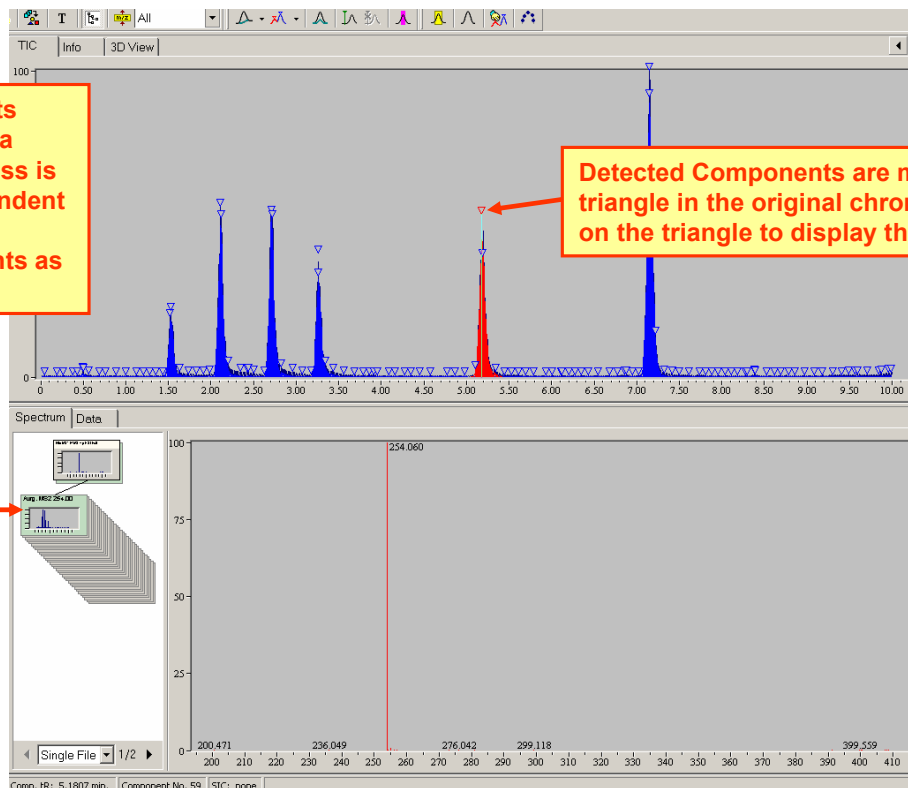 T
m/z
All
TIC
Info
3D View
100
0
ts
a
ss is
ndent
nts as
Detected Components are n
triangle in the original chron
on the triangle to display th
0 0.50 1.00 1.50 2.00 2.50 3.00 3.50 4.00 4.50 5.00 5.50 6.00 6.50 7.00 7.50 8.00 8.50 9.00 9.50 10.00
Spectrum
Data
Avrg. MS2 254.00
100
75
50
25
0
254.060
200,471
236,049
276,042
299,118
399,559
200 210 220 230 240 250 260 270 280 290 300 310 320 330 340 350 360 370 380 390 400 410
Single File
1/2
Comp. tR: 5.1807 min.
Component No. 59
SIC: none